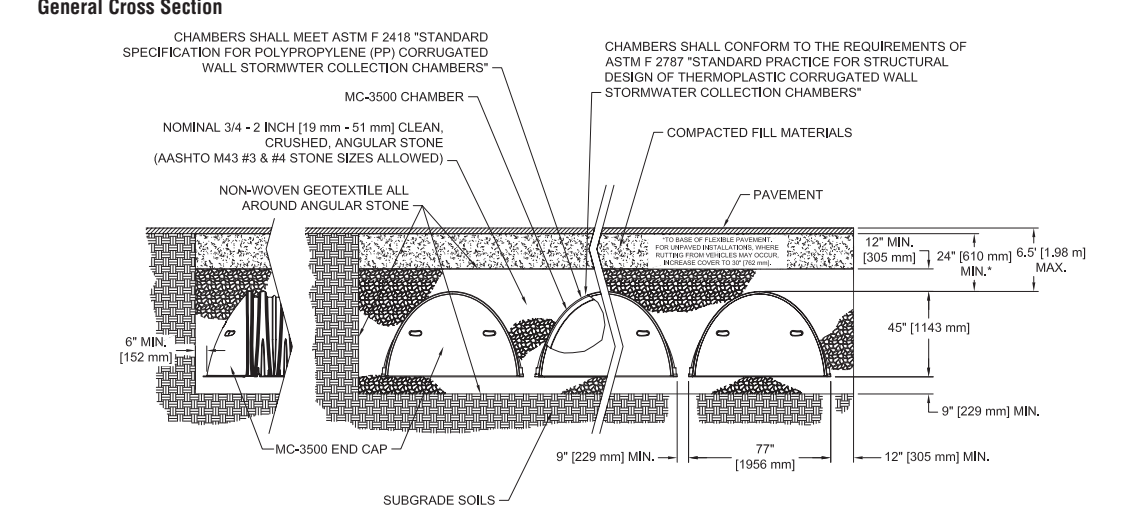 General Cross Section
CHAMBERS SHALL MEET ASTM F 2418 "STANDARD
SPECIFICATION FOR POLYPROPYLENE (PP) CORRUGATED
WALL STORMWTER COLLECTION CHAMBERS"
MC-3500 CHAMBER
NOMINAL 3/4 - 2 INCH [19 mm - 51 mm] CLEAN,
CRUSHED, ANGULAR STONE
(AASHTO M43 #3 & #4 STONE SIZES ALLOWED)
NON-WOVEN GEOTEXTILE ALL
AROUND ANGULAR STONE
CHAMBERS SHALL CONFORM TO THE REQUIREMENTS OF
ASTM F 2787 "STANDARD PRACTICE FOR STRUCTURAL
DESIGN OF THERMOPLASTIC CORRUGATED WALL
STORMWATER COLLECTION CHAMBERS"
COMPACTED FILL MATERIALS
PAVEMENT
*TO BASE OF FLEXIBLE PAVEMENT.
FOR UNPAVED INSTALLATIONS, WHERE
RUTTING FROM VEHICLES MAY OCCUR,
INCREASE COVER TO 30" [762 mm].
12" MIN.
[305 mm]
24" [610 mm]
MIN.*
6.5' [1.98 m]
MAX.
45" [1143 mm]
6" MIN.
[152 mm]
9" [229 mm] MIN.
MC-3500 END CAP
9" [229 mm] MIN.
77"
[1956 mm]
12" [305 mm] MIN.
SUBGRADE SOILS